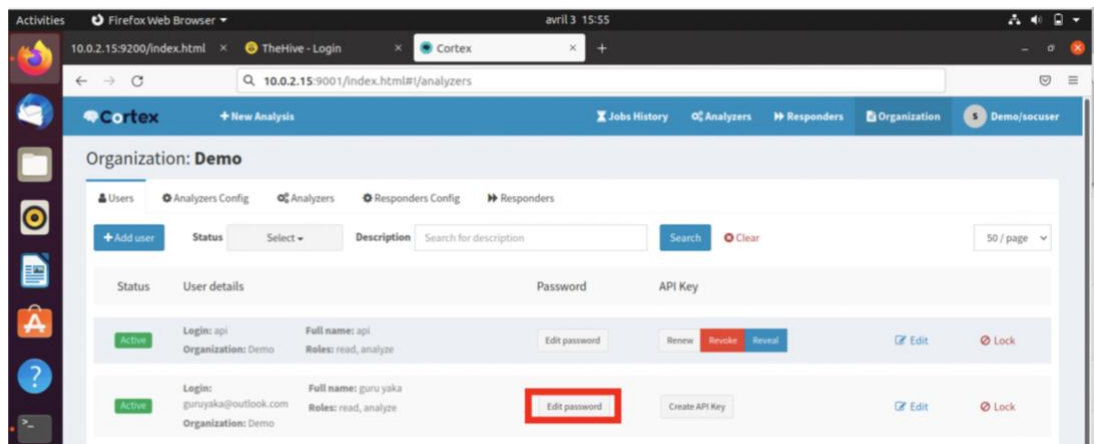 Activities
Firefox Web Browser
avril 3 15:55
10.0.2.15:9200/index.html
TheHive - Login
Cortex
10.0.2.15:9001/index.html#!/analyzers
Cortex
+ New Analysis
Jobs History
Analyzers
Responders
Organization
S
Demo/socuser
Organization: Demo
Users
Analyzers Config
Analyzers
Responders Config
Responders
+ Add user
Status
Select
Description
Search for description
Search
Clear
50 / page
Status
User details
Password
API Key
Active
Login: api
Organization: Demo
Full name: api
Roles: read, analyze
Edit password
Renew
Revoke
Reveal
Edit
Lock
Active
Login:
guruyaka@outlook.com
Organization: Demo
Full name: guru yaka
Roles: read, analyze
Edit password
Create API Key
Edit
Lock